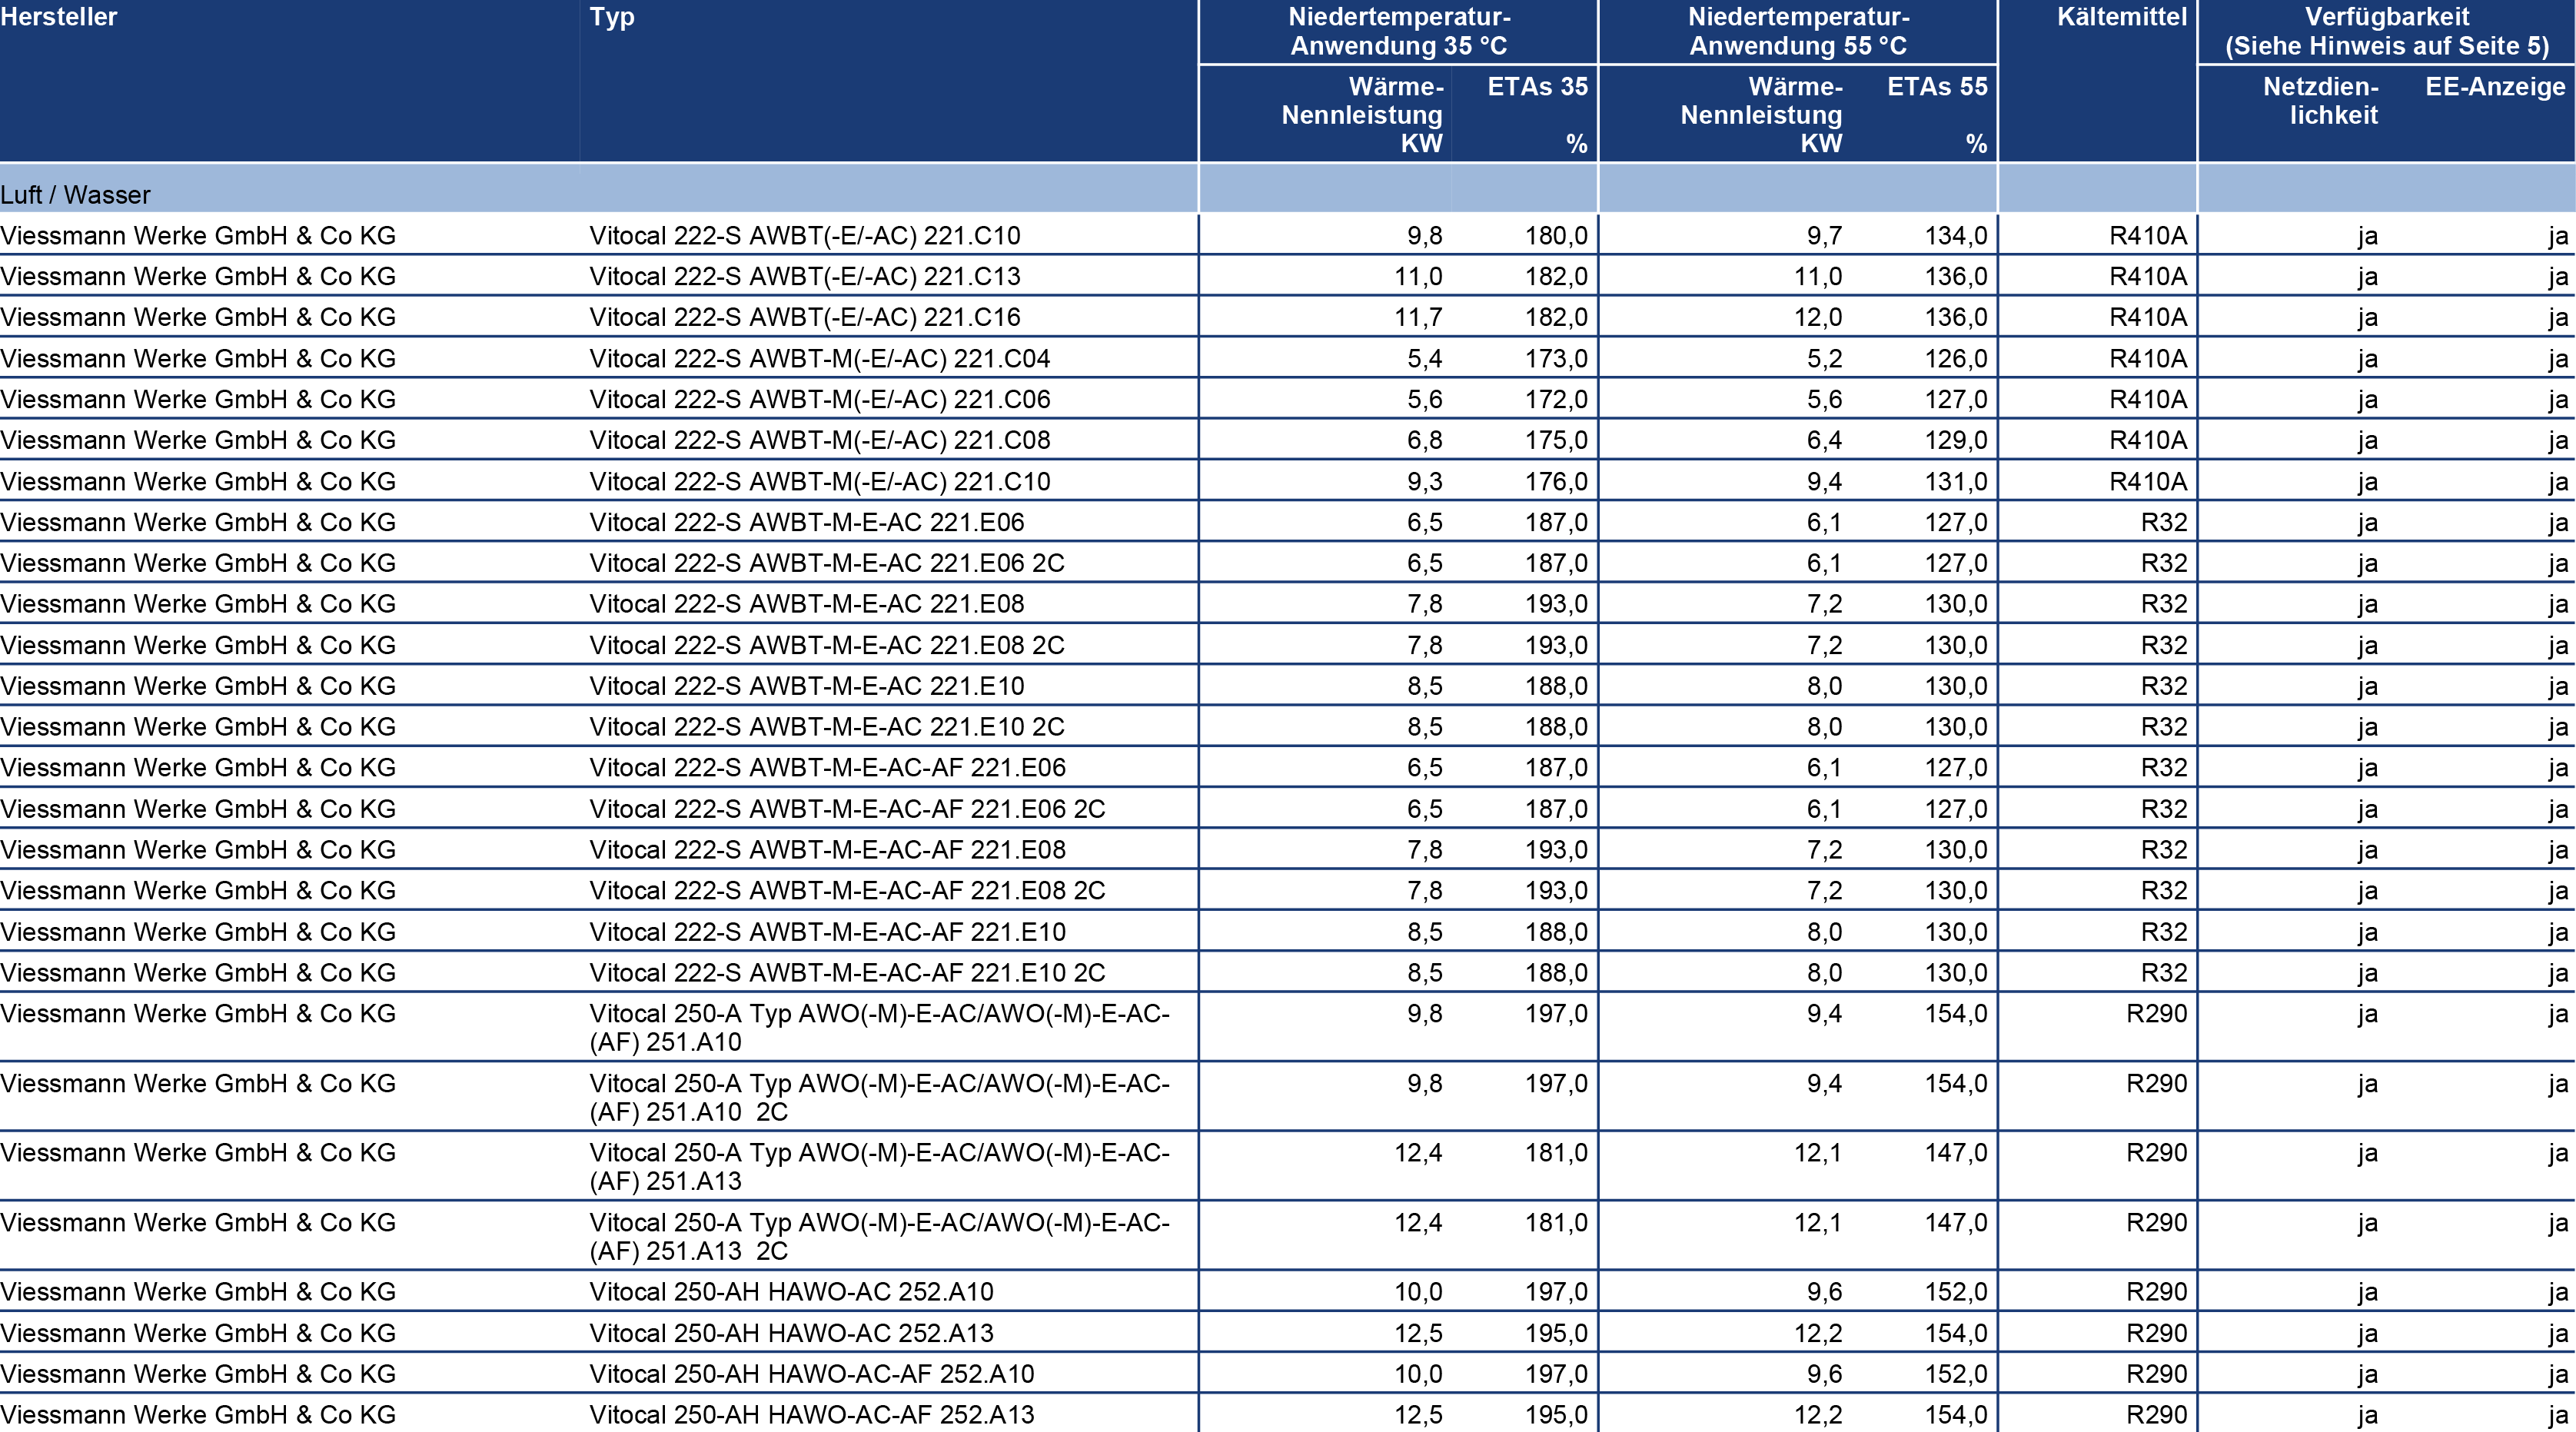 Hersteller Typ Niedertemperatur- Niedertemperatur- Kältemittel Verfügbarkeit
Anwendung 35 °C Anwendung 55 °C (Siehe Hinweis auf Seite 5)
Wärme- ETAs 35 Wärme- ETAs 55 Netzdien- EE-Anzeige
Nennleistung Nennleistung lichkeit
KW % KW %
Luft / Wasser
Viessmann Werke GmbH & Co KG Vitocal 222-S AWBT(-E/-AC) 221.C10 9,8 180,0 9,7 134,0 R410A ja ja
Viessmann Werke GmbH & Co KG Vitocal 222-S AWBT(-E/-AC) 221.C13 11,0 182,0 11,0 136,0 R410A ja ja
Viessmann Werke GmbH & Co KG Vitocal 222-S AWBT(-E/-AC) 221.C16 11,7 182,0 12,0 136,0 R410A ja ja
Viessmann Werke GmbH & Co KG Vitocal 222-S AWBT-M(-E/-AC) 221.C04 5,4 173,0 5,2 126,0 R410A ja ja
Viessmann Werke GmbH & Co KG Vitocal 222-S AWBT-M(-E/-AC) 221.C06 5,6 172,0 5,6 127,0 R410A ja ja
Viessmann Werke GmbH & Co KG Vitocal 222-S AWBT-M(-E/-AC) 221.C08 6,8 175,0 6,4 129,0 R410A ja ja
Viessmann Werke GmbH & Co KG Vitocal 222-S AWBT-M(-E/-AC) 221.C10 9,3 176,0 9,4 131,0 R410A ja ja
Viessmann Werke GmbH & Co KG Vitocal 222-S AWBT-M-E-AC 221.E06 6,5 187,0 6,1 127,0 R32 ja ja
Viessmann Werke GmbH & Co KG Vitocal 222-S AWBT-M-E-AC 221.E06 2C 6,5 187,0 6,1 127,0 R32 ja ja
Viessmann Werke GmbH & Co KG Vitocal 222-S AWBT-M-E-AC 221.E08 7,8 193,0 7,2 130,0 R32 ja ja
Viessmann Werke GmbH & Co KG Vitocal 222-S AWBT-M-E-AC 221.E08 2C 7,8 193,0 7,2 130,0 R32 ja ja
Viessmann Werke GmbH & Co KG Vitocal 222-S AWBT-M-E-AC 221.E10 8,5 188,0 8,0 130,0 R32 ja ja
Viessmann Werke GmbH & Co KG Vitocal 222-S AWBT-M-E-AC 221.E10 2C 8,5 188,0 8,0 130,0 R32 ja ja
Viessmann Werke GmbH & Co KG Vitocal 222-S AWBT-M-E-AC-AF 221.E06 6,5 187,0 6,1 127,0 R32 ja ja
Viessmann Werke GmbH & Co KG Vitocal 222-S AWBT-M-E-AC-AF 221.E06 2C 6,5 187,0 6,1 127,0 R32 ja ja
Viessmann Werke GmbH & Co KG Vitocal 222-S AWBT-M-E-AC-AF 221.E08 7,8 193,0 7,2 130,0 R32 ja ja
Viessmann Werke GmbH & Co KG Vitocal 222-S AWBT-M-E-AC-AF 221.E08 2C 7,8 193,0 7,2 130,0 R32 ja ja
Viessmann Werke GmbH & Co KG Vitocal 222-S AWBT-M-E-AC-AF 221.E10 8,5 188,0 8,0 130,0 R32 ja ja
Viessmann Werke GmbH & Co KG Vitocal 222-S AWBT-M-E-AC-AF 221.E10 2C 8,5 188,0 8,0 130,0 R32 ja ja
Viessmann Werke GmbH & Co KG Vitocal 250-A Typ AWO(-M)-E-AC/AWO(-M)-E-AC- 9,8 197,0 9,4 154,0 R290 ja ja
(AF) 251.A10
Viessmann Werke GmbH & Co KG Vitocal 250-A Typ AWO(-M)-E-AC/AWO(-M)-E-AC- 9,8 197,0 9,4 154,0 R290 ja ja
(AF) 251.A10 2C
Viessmann Werke GmbH & Co KG Vitocal 250-A Typ AWO(-M)-E-AC/AWO(-M)-E-AC- 12,4 181,0 12,1 147,0 R290 ja ja
(AF) 251.A13
Viessmann Werke GmbH & Co KG Vitocal 250-A Typ AWO(-M)-E-AC/AWO(-M)-E-AC- 12,4 181,0 12,1 147,0 R290 ja ja
(AF) 251.A13 2C
Viessmann Werke GmbH & Co KG Vitocal 250-AH HAWO-AC 252.A10 10,0 197,0 9,6 152,0 R290 ja ja
Viessmann Werke GmbH & Co KG Vitocal 250-AH HAWO-AC 252.A13 12,5 195,0 12,2 154,0 R290 ja ja
Viessmann Werke GmbH & Co KG Vitocal 250-AH HAWO-AC-AF 252.A10 10,0 197,0 9,6 152,0 R290 ja ja
Viessmann Werke GmbH & Co KG Vitocal 250-AH HAWO-AC-AF 252.A13 12,5 195,0 12,2 154,0 R290 ja ja